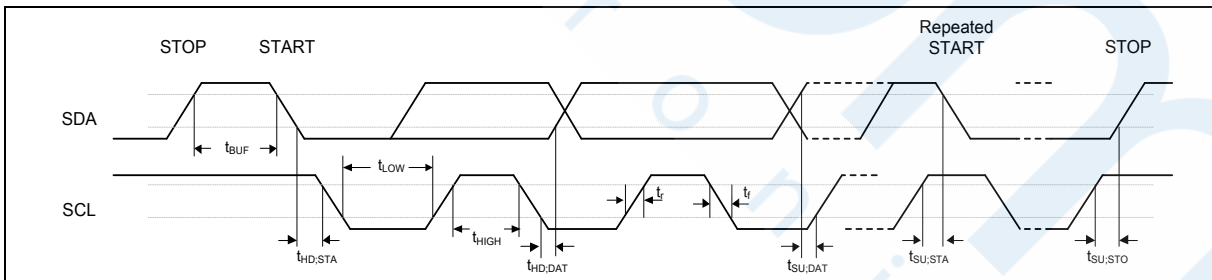 STOP
START
Repeated
START
STOP
SDA
tBUF
tLOW
SCL
tr
tf
tHIGH
tHD;STA
tHD;DAT
tSU;DAT
tSU;STA
tSU;STO